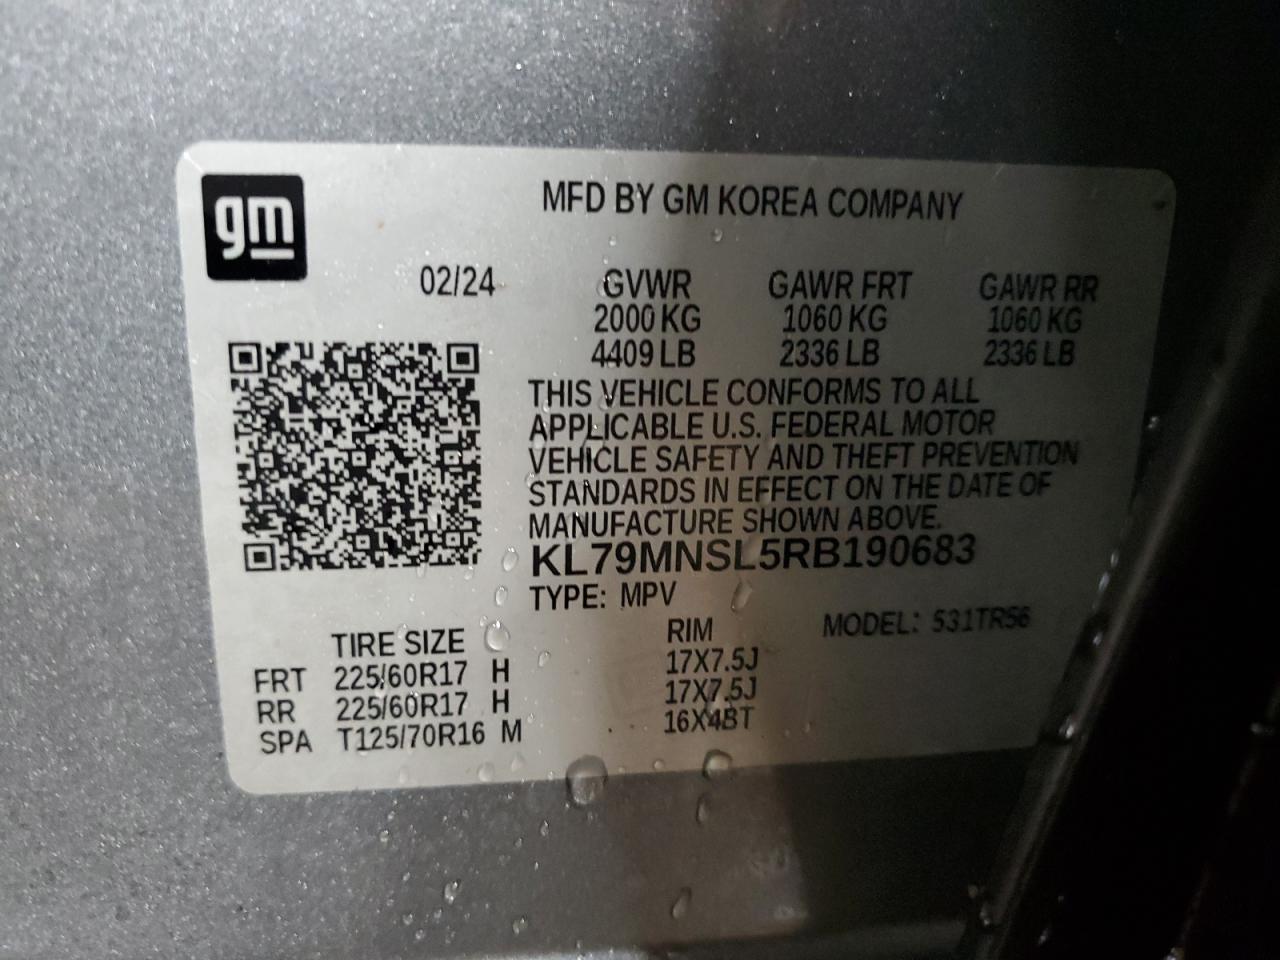 gm
MFD BY GM KOREA COMPANY
02/24 GVWR GAWR FRT GAWR RR
2000 KG 1060 KG 1060 KG
4409 LB 2336 LB 2336 LB
THIS VEHICLE CONFORMS TO ALL
APPLICABLE U.S. FEDERAL MOTOR
VEHICLE SAFETY AND THEFT PREVENTION
STANDARDS IN EFFECT ON THE DATE OF
MANUFACTURE SHOWN ABOVE.
KL79MNSL5RB190683
TYPE: MPV MODEL: 531TR56
TIRE SIZE RIM
FRT 225/60R17 H 17X7.5J
RR 225/60R17 H 17X7.5J
SPA T125/70R16 M 16X4BT